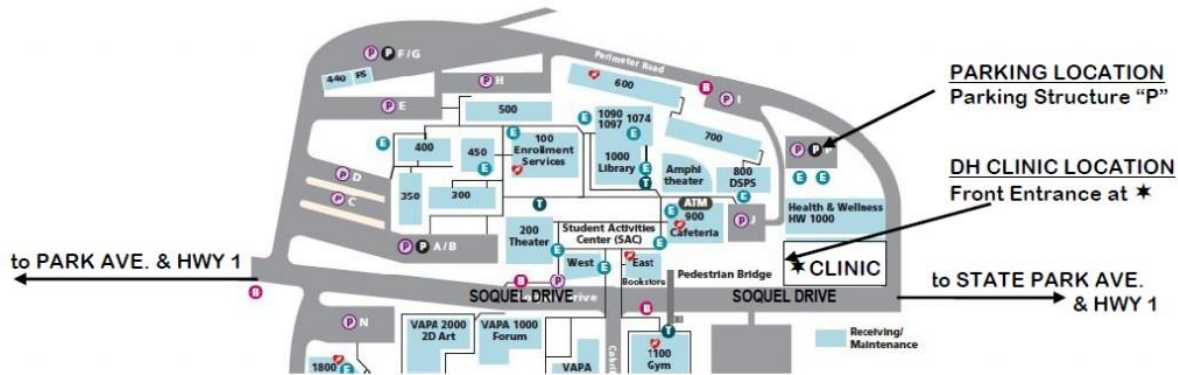 P P F/G
440 FS
P H
P E
500
Perimeter Road
600
B
P I
PARKING LOCATION
Parking Structure “P”
E
1090
1097
1074
E
700
P P P
E
400
450
E
100
Enrollment
Services
E
1000
Library
E
T
Amphi
theater
800
DSPS
E
E E
DH CLINIC LOCATION
Front Entrance at ✶
P D
P C
350
300
T
ATM
900
Cafeteria
E
P J
Health & Wellness
HW 1000
200
Theater
Student Activities
Center (SAC)
P P A/B
E
West
E
East
Bookstore
E
Pedestrian Bridge
✶CLINIC
to PARK AVE. & HWY 1
B
B
P
SOQUEL DRIVE
Drive
B
SOQUEL DRIVE
to STATE PARK AVE.
& HWY 1
P N
VAPA 2000
2D Art
VAPA 1000
Forum
T
1100
Gym
VAPA
1800
E
Receiving/
Maintenance